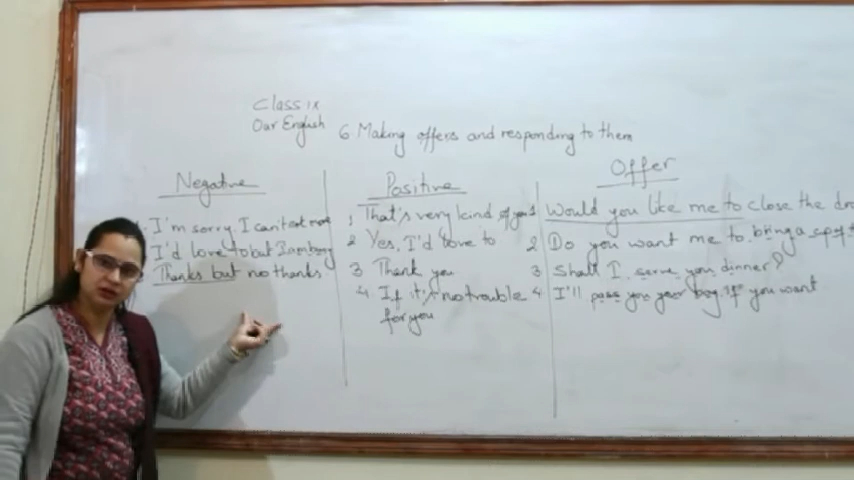 Class ix
Our English
6 Making offers and responding to them
Negative
I'm sorry, I can't eat more
I'd love to but I'm busy
Thanks but no thanks.
Positive
1 That's very kind of you
2 Yes, I'd love to
3 Thank you
4 If it's no trouble
for you
Offer
1 Would you like me to close the
2 Do you want me to bring a
3 Shall I serve you dinner?
4 I'll pass you your bag if you want